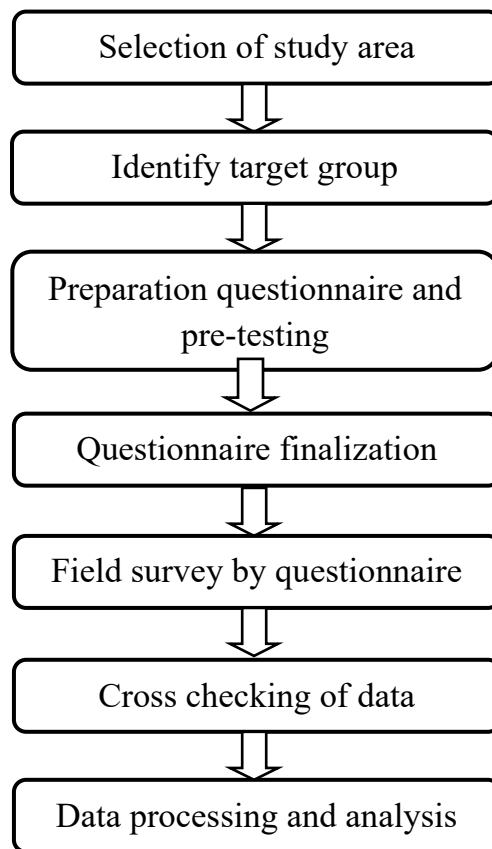 Selection of study area
Identify target group
Preparation questionnaire and
pre-testing
Questionnaire finalization
Field survey by questionnaire
Cross checking of data
Data processing and analysis